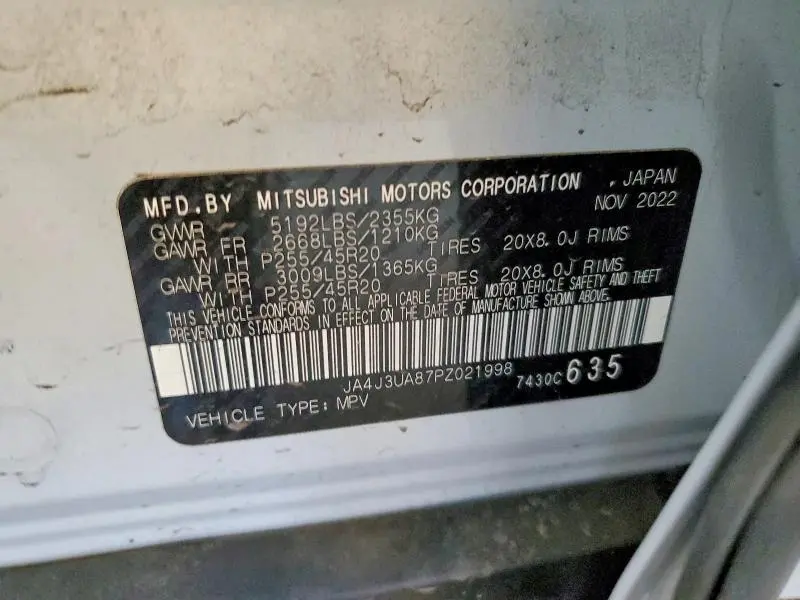 MFD. BY MITSUBISHI MOTORS CORPORATION , JAPAN
NOV 2022
GVWR 5192LBS/2355KG
GAWR FR 2668LBS/1210KG
WITH P255/45R20 TIRES 20X8.0J RIMS
GAWR RR 3009LBS/1365KG
WITH P255/45R20 TIRES 20X8.0J RIMS
THIS VEHICLE CONFORMS TO ALL APPLICABLE FEDERAL MOTOR VEHICLE SAFETY AND THEFT
PREVENTION STANDARDS IN EFFECT ON THE DATE OF MANUFACTURE SHOWN ABOVE.
JA4J3UA87PZ021998 7430C635
VEHICLE TYPE: MPV